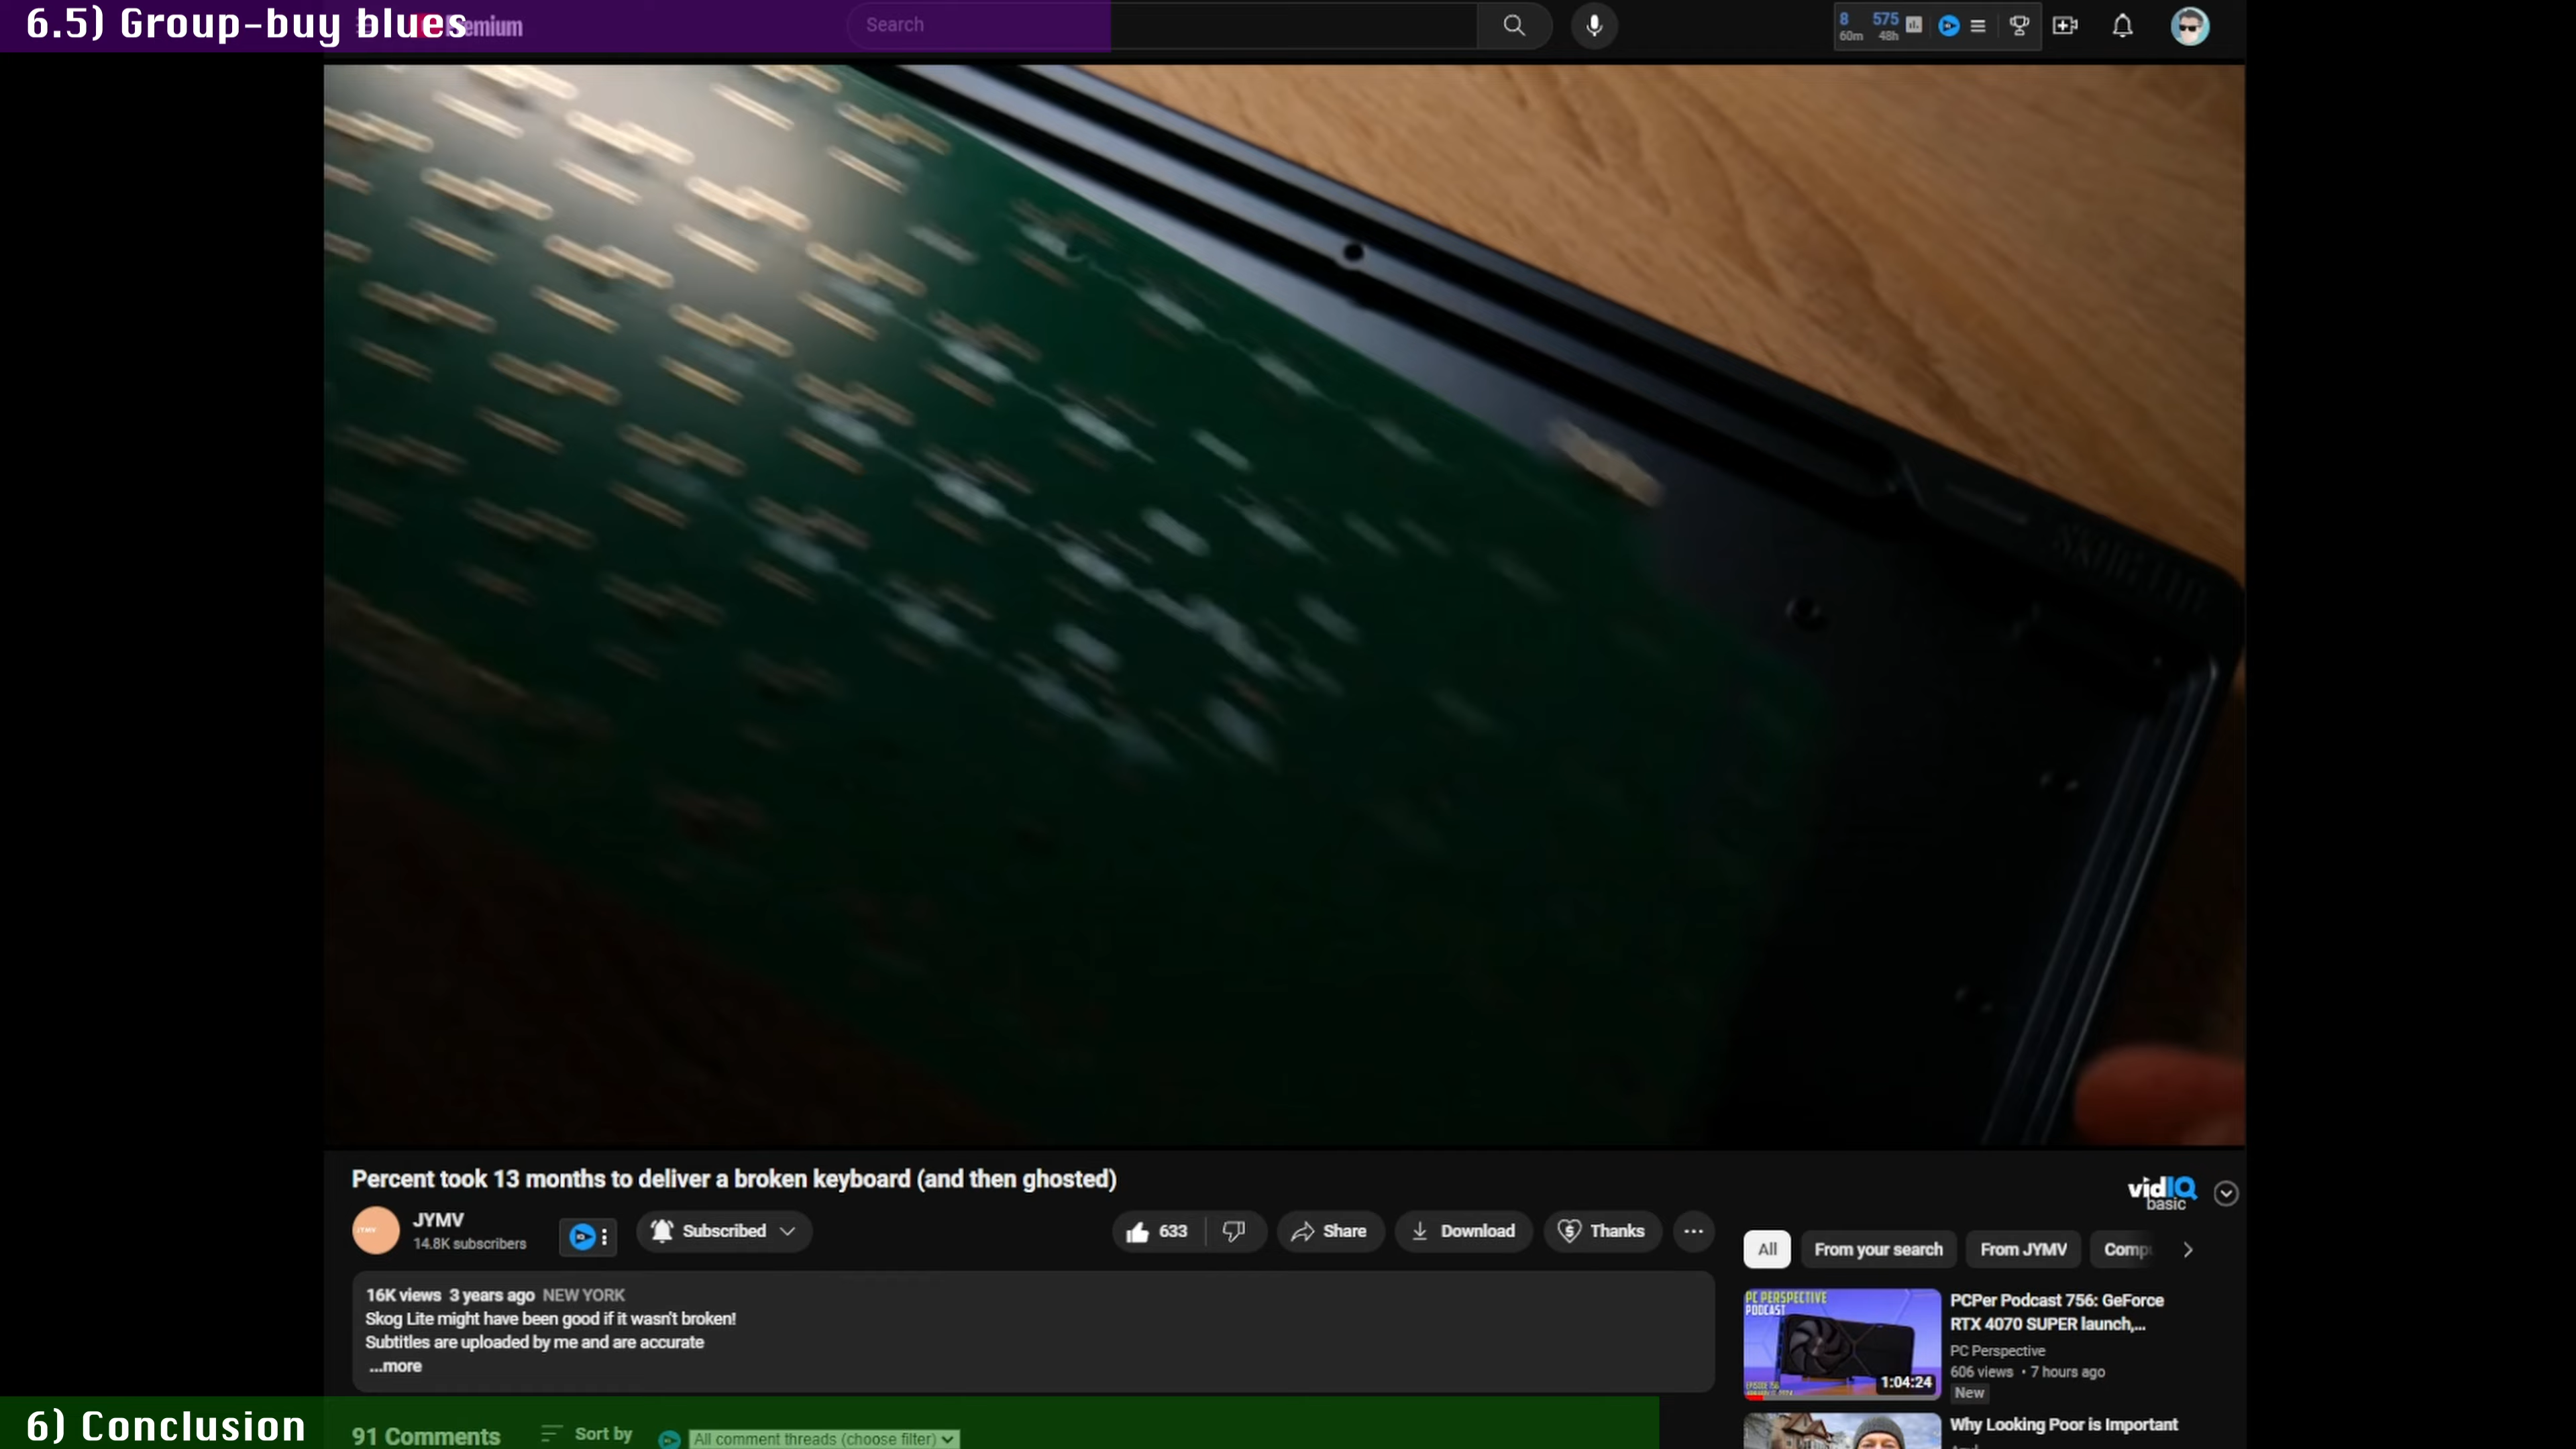 6.5) Group-buy blues
Premium
Search
8 575
60m 48h
Percent took 13 months to deliver a broken keyboard (and then ghosted)
JYMV
14.8K subscribers
Subscribed
633
Share
Download
Thanks
vidIQ
basic
All
From your search
From JYMV
16K views 3 years ago NEW YORK
Skog Lite might have been good if it wasn't broken!
Subtitles are uploaded by me and are accurate
...more
PC PERSPECTIVE
PODCAST
1:04:24
PCPer Podcast 756: GeForce
RTX 4070 SUPER launch,...
PC Perspective
606 views • 7 hours ago
New
Why Looking Poor is Important
6) Conclusion
91 Comments
Sort by
All comment threads (choose filter)